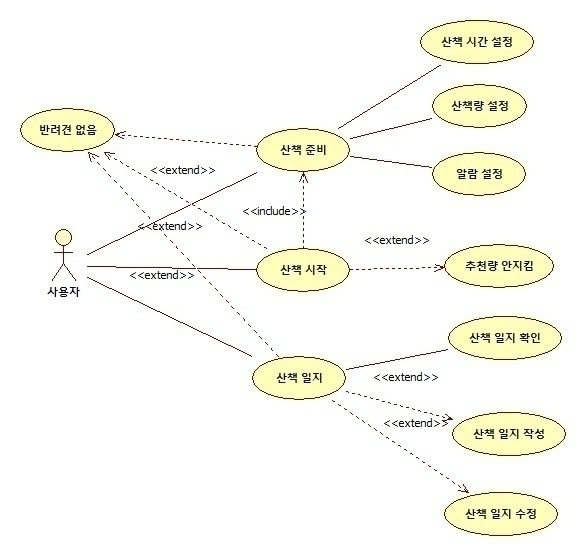 산책 시간 설정
산책량 설정
반려견 없음
산책 준비
알람 설정
<<extend>>
<<include>>
<<extend>>
<<extend>>
<<extend>>
산책 시작
추천량 안지킴
사용자
산책 일지 확인
산책 일지
<<extend>>
<<extend>>
산책 일지 작성
산책 일지 수정